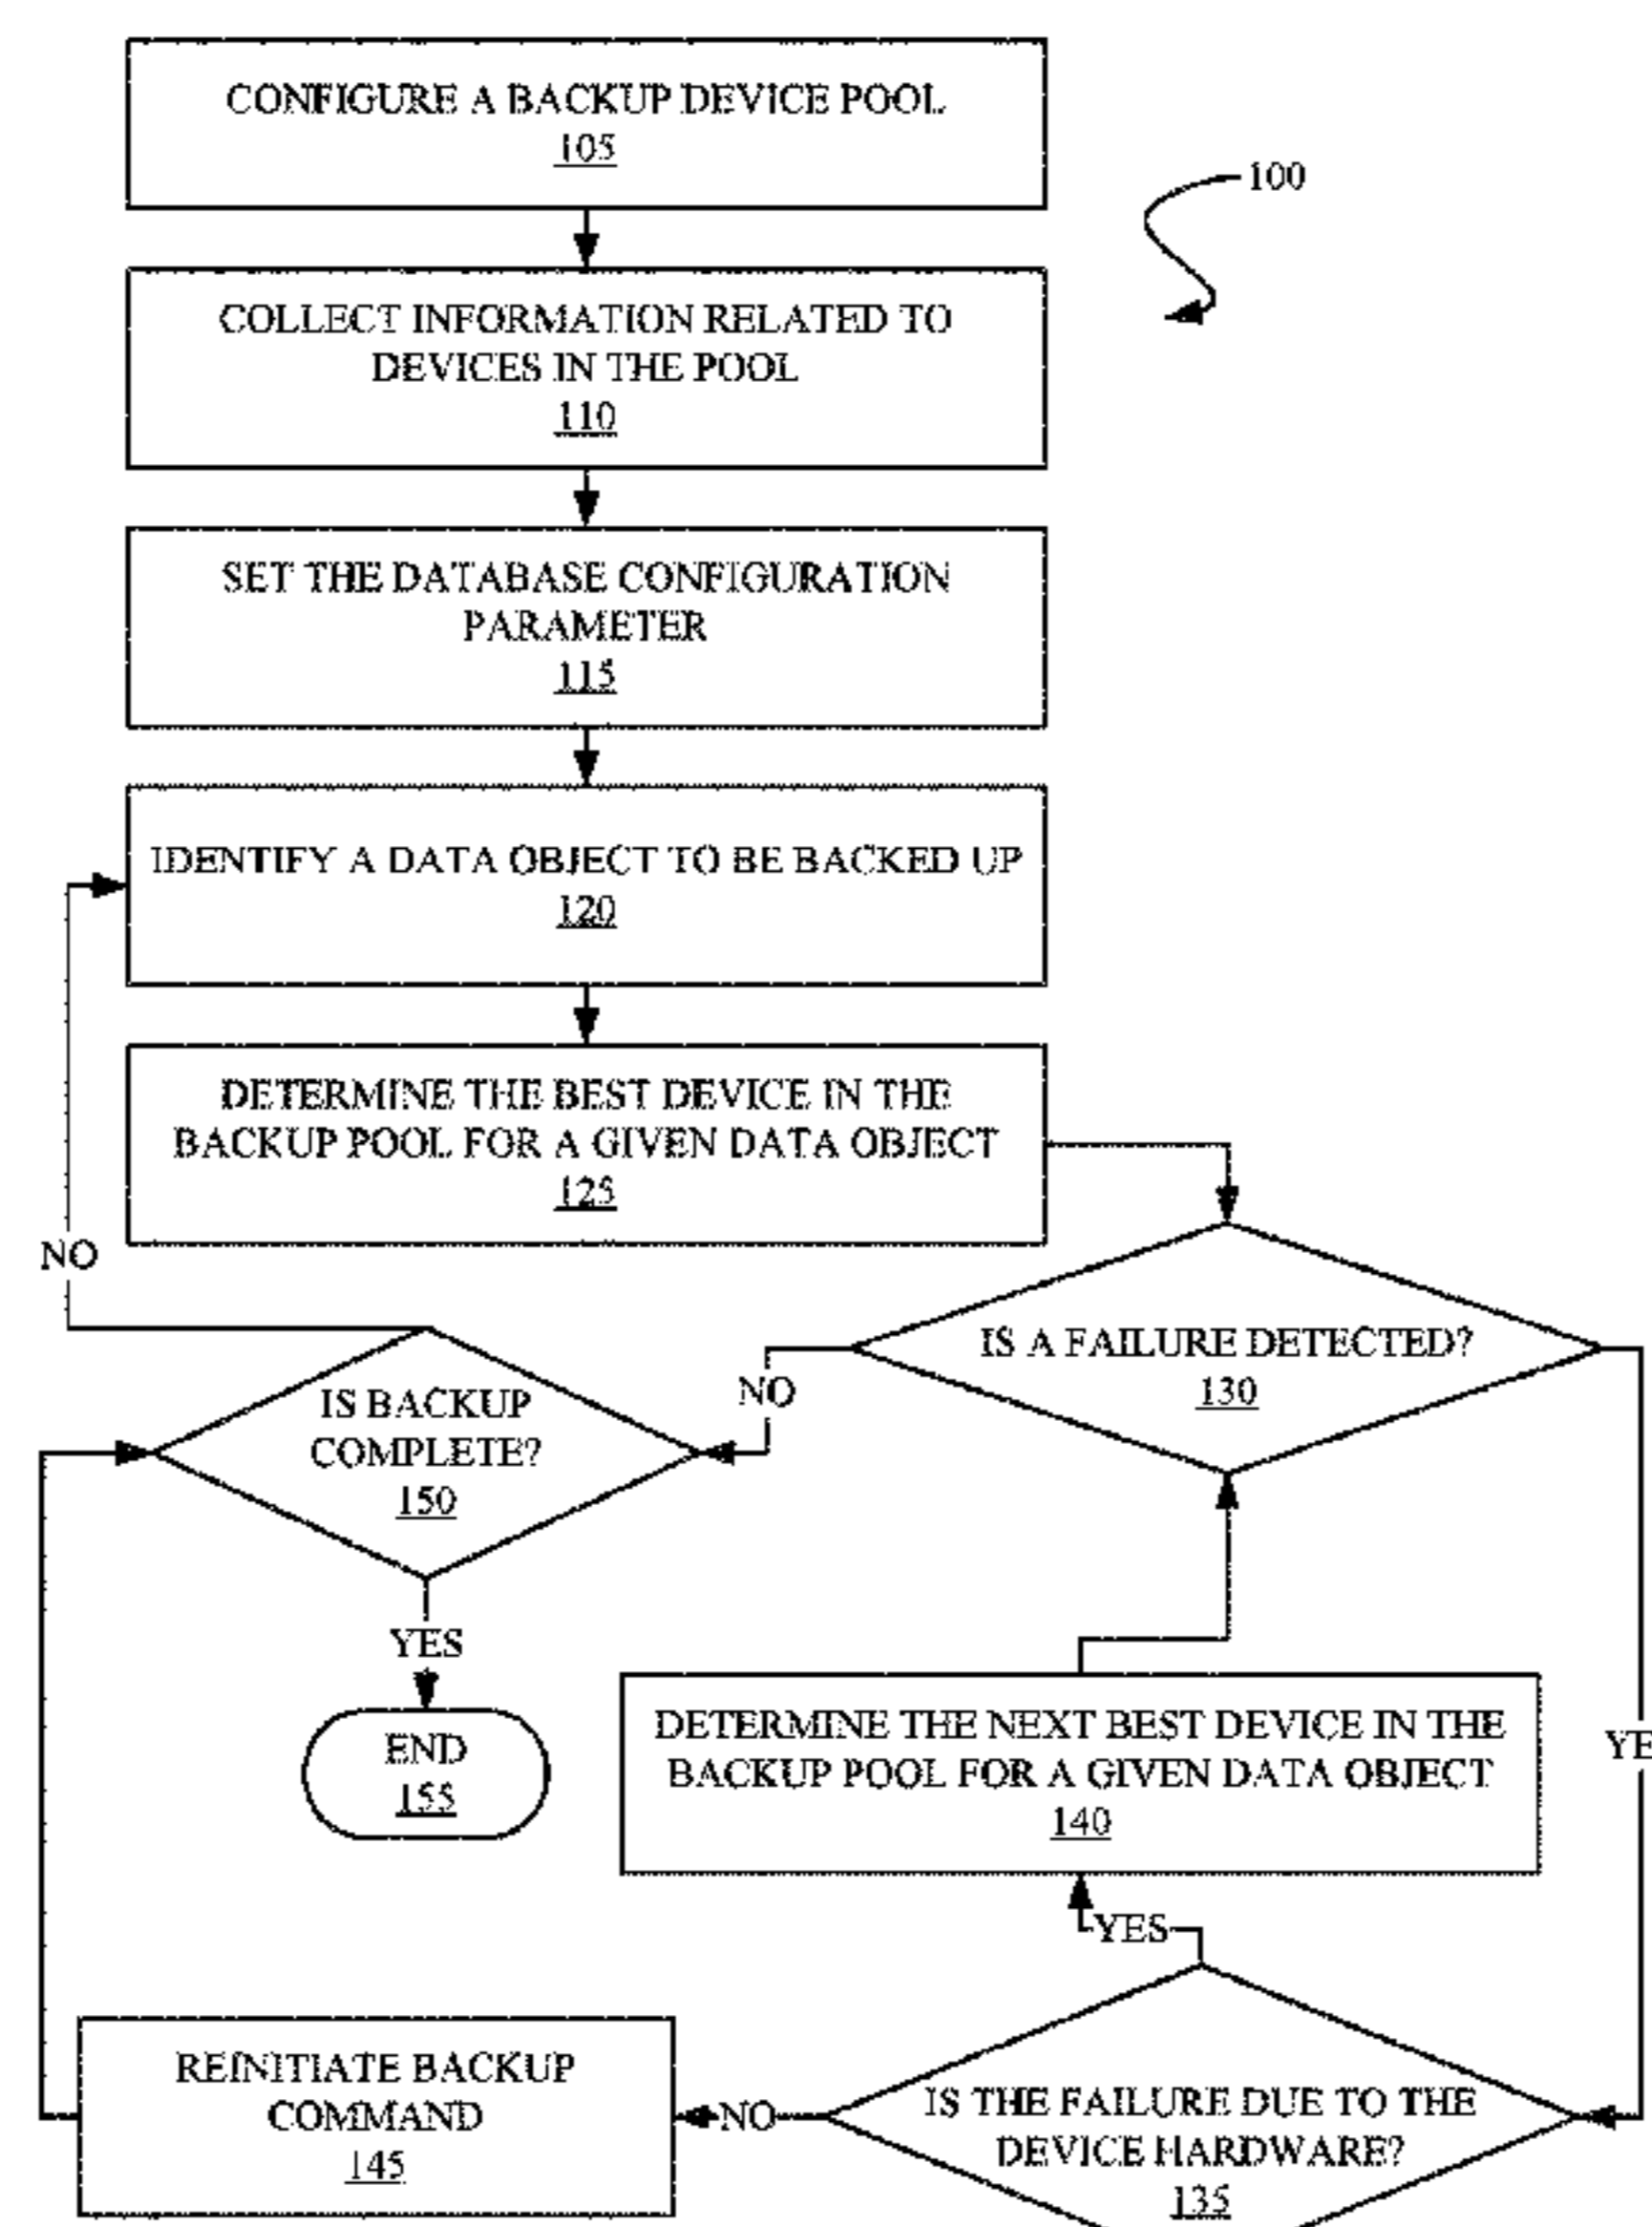 CONFIGURE A BACKUP DEVICE POOL
105
100
COLLECT INFORMATION RELATED TO
DEVICES IN THE POOL
110
SET THE DATABASE CONFIGURATION
PARAMETER
115
IDENTIFY A DATA OBJECT TO BE BACKED UP
120
DETERMINE THE BEST DEVICE IN THE
BACKUP POOL FOR A GIVEN DATA OBJECT
125
NO
IS A FAILURE DETECTED?
130
NO
IS BACKUP
COMPLETE?
150
YES
END
155
DETERMINE THE NEXT BEST DEVICE IN THE
BACKUP POOL FOR A GIVEN DATA OBJECT
140
YE
YES
REINITIATE BACKUP
COMMAND
145
NO
IS THE FAILURE DUE TO THE
DEVICE HARDWARE?
135